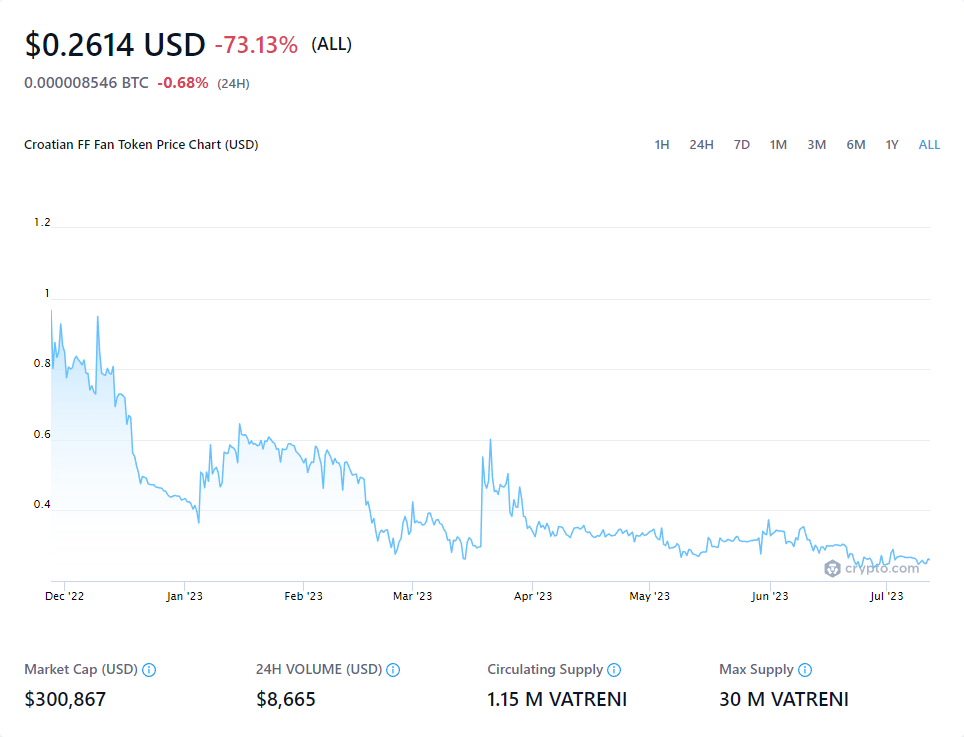 $0.2614 USD -73.13% (ALL)
0.000008546 BTC -0.68% (24H)
Croatian FF Fan Token Price Chart (USD) 1H 24H 7D 1M 3M 6M 1Y ALL
1.2
1
0.8
0.6
0.4
crypto.com
Dec '22 Jan '23 Feb '23 Mar '23 Apr '23 May '23 Jun '23 Jul '23
Market Cap (USD) 24H VOLUME (USD) Circulating Supply Max Supply
$300,867 $8,665 1.15 M VATRENI 30 M VATRENI